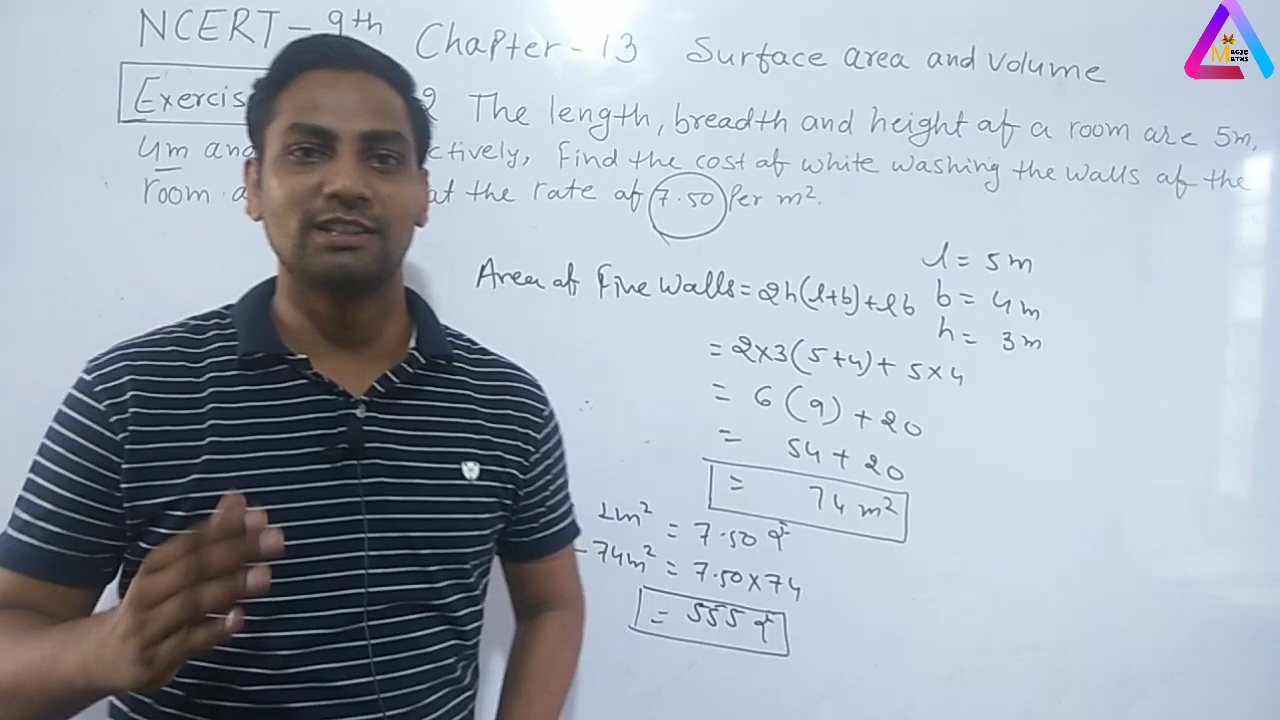 NCERT - 9th Chapter - 13 Surface area and volume
Exercis 2 The length, breadth and height of a room are 5m,
4m and ctively, Find the cost of white washing the walls of the
room a at the rate of 7.50 Per m².
Area of Five walls = 2h(l+b)+lb
= 2×3(5+4)+ 5×4
= 6(9)+20
= 54+20
= 74 m²
l = 5m
b = 4m
h = 3m
1m² = 7.50 ₹
74m² = 7.50×74
= 555 ₹
MAGIC MATHS